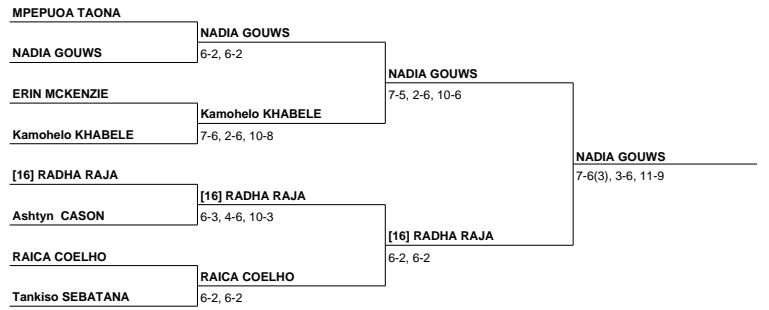 MPEPUOA TAONA
NADIA GOUWS
NADIA GOUWS
6-2, 6-2
NADIA GOUWS
7-5, 2-6, 10-6
ERIN MCKENZIE
Kamohelo KHABELE
Kamohelo KHABELE
7-6, 2-6, 10-8
NADIA GOUWS
7-6(3), 3-6, 11-9
[16] RADHA RAJA
[16] RADHA RAJA
Ashtyn CASON
6-3, 4-6, 10-3
[16] RADHA RAJA
6-2, 6-2
RAICA COELHO
RAICA COELHO
Tankiso SEBATANA
6-2, 6-2